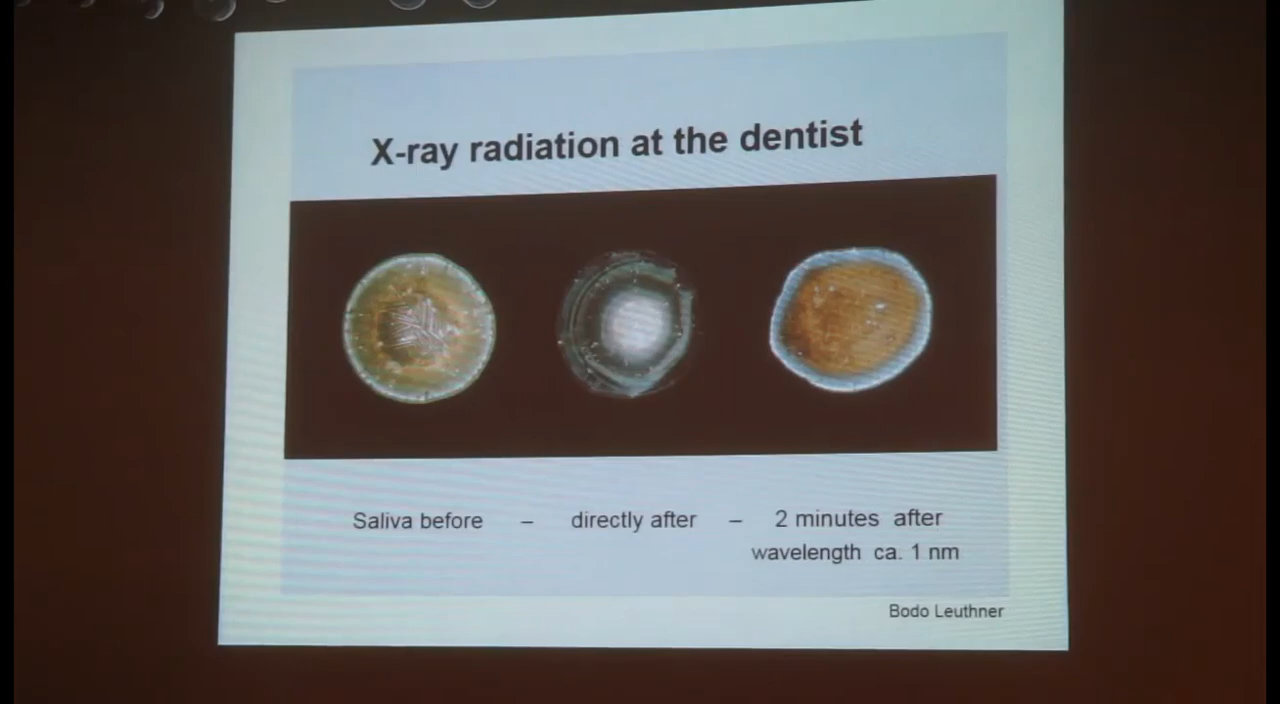 X-ray radiation at the dentist
Saliva before – directly after – 2 minutes after
wavelength ca. 1 nm
Bodo Leuthner